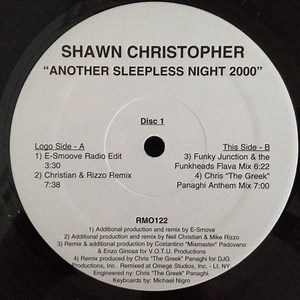 SHAWN CHRISTOPHER
"ANOTHER SLEEPLESS NIGHT 2000"
Disc 1
Logo Side - A
1) E-Smoove Radio Edit
3:30
2) Christian & Rizzo Remix
7:38
This Side - B
3) Funky Junction & the
Funkheads Flava Mix 6:22
4) Chris "The Greek"
Panaghi Anthem Mix 7:00
RMO122
1) Additional production and remix by E-Smove
2) Additional production and remix by Neil Christian & Mike Rizzo
3) Remix & additional production by Costantino "Mixmaster" Padovano
& Enzo Ginosa for V.O.T.U. Productions
4) Remix produced by Chris "The Greek" Panaghi for DJG
Productions, Inc. Remixed at Omega Studios, Inc. - LI, NY
Engineered by: Chris "The Greek" Panaghi.
Keyboards by: Michael Nigro